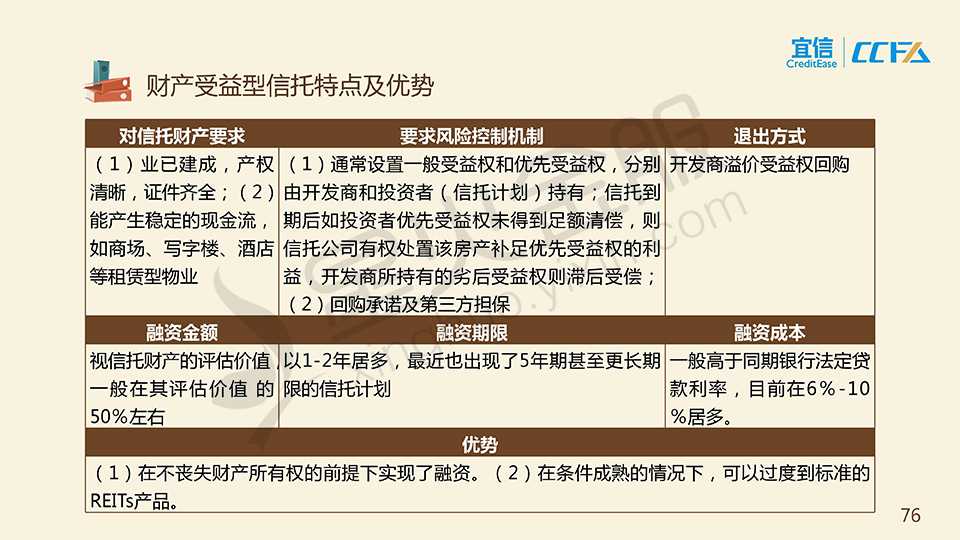 宜信
CreditEase
CCFA
财产受益型信托特点及优势
对信托财产要求
要求风险控制机制
退出方式
（1）业已建成，产权
清晰，证件齐全；（2）
能产生稳定的现金流，
如商场、写字楼、酒店
等租赁型物业
（1）通常设置一般受益权和优先受益权，分别
由开发商和投资者（信托计划）持有；信托到
期后如投资者优先受益权未得到足额清偿，则
信托公司有权处置该房产补足优先受益权的利
益，开发商所持有的劣后受益权则滞后受偿；
（2）回购承诺及第三方担保
开发商溢价受益权回购
融资金额
融资期限
融资成本
视信托财产的评估价值，
一般在其评估价值 的
50%左右
以1-2年居多，最近也出现了5年期甚至更长期
限的信托计划
一般高于同期银行法定贷
款利率，目前在6%-10
%居多。
优势
（1）在不丧失财产所有权的前提下实现了融资。（2）在条件成熟的情况下，可以过度到标准的
REITs产品。
76